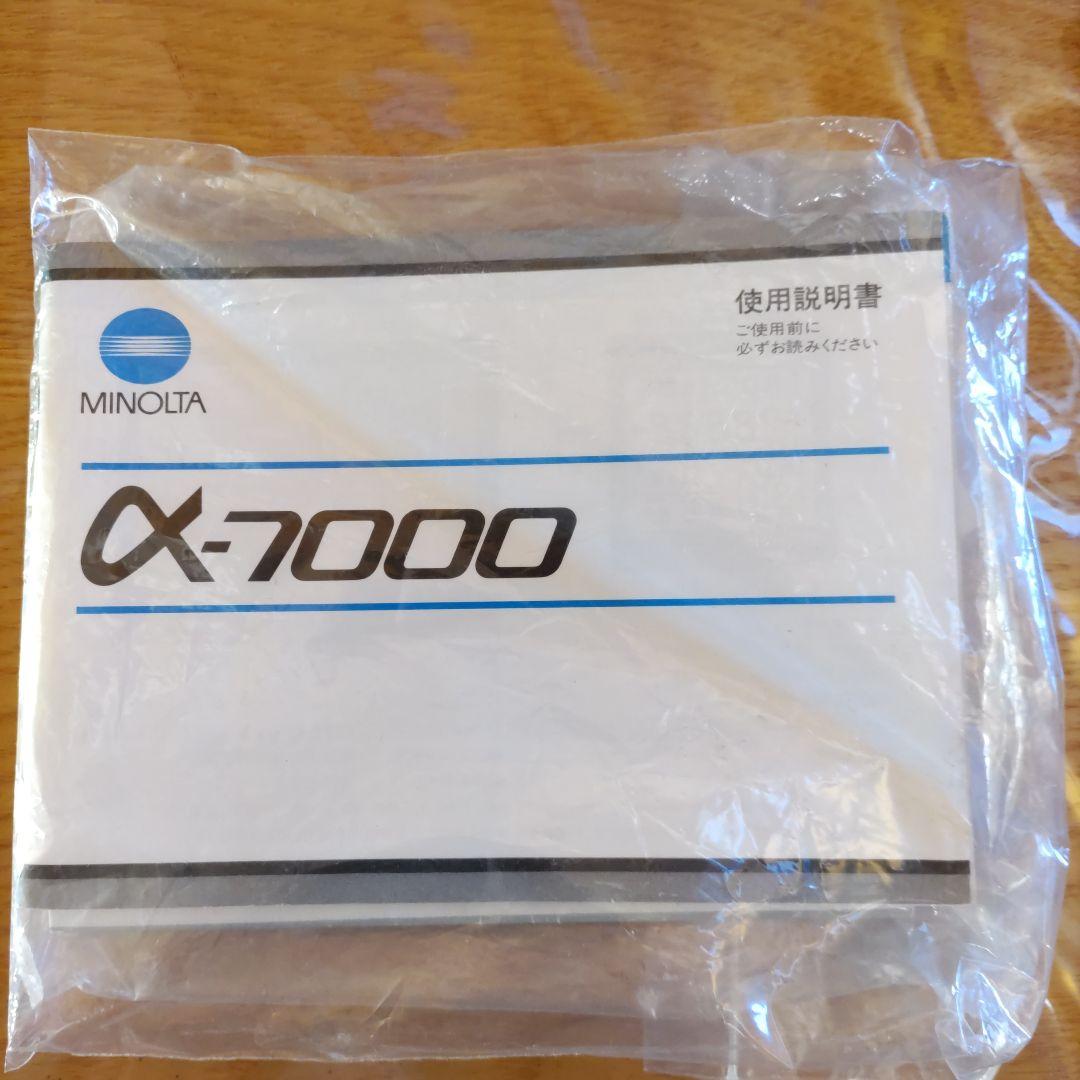 使用説明書
ご使用前に
必ずお読みください
MINOLTA
α-7000